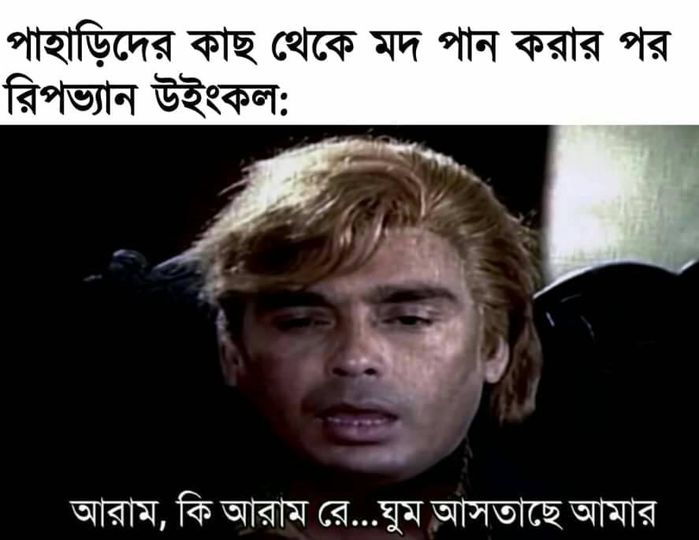 পাহাড়িদের কাছ থেকে মদ পান করার পর
রিপভ্যান উইংকল:
আরাম, কি আরাম রে...ঘুম আসতাছে আমার